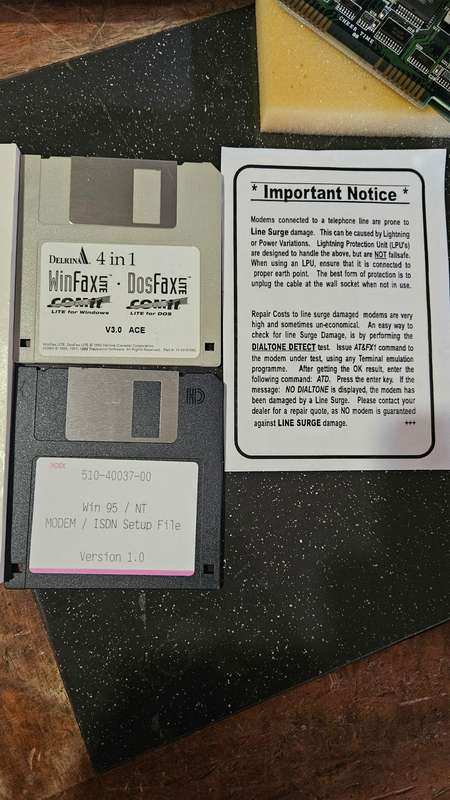 CHEER TIME
DELRINA 4 in 1
WinFax LITE · DosFax LITE
COMit COMit
LITE for Windows LITE for DOS
V3.0 ACE
HD
510-40037-00
Win 95 / NT
MODEM / ISDN Setup File
Version 1.0
* Important Notice *
Modems connected to a telephone line are prone to
Line Surge damage. This can be caused by Lightning
or Power Variations. Lightning Protection Unit (LPU's)
are designed to handle the above, but are NOT failsafe.
When using an LPU, ensure that it is connected to
proper earth point. The best form of protection is to
unplug the cable at the wall socket when not in use.
Repair Costs to line surge damaged modems are very
high and sometimes un-economical. An easy way to
check for line Surge Damage, is by performing the
DIALTONE DETECT test. Issue AT&FX1 command to
the modem under test, using any Terminal emulation
programme. After getting the OK result, enter the
following command: ATD. Press the enter key. If the
message: NO DIALTONE is displayed, the modem has
been damaged by a Line Surge. Please contact your
dealer for a repair quote, as NO modem is guaranteed
against LINE SURGE damage. +++